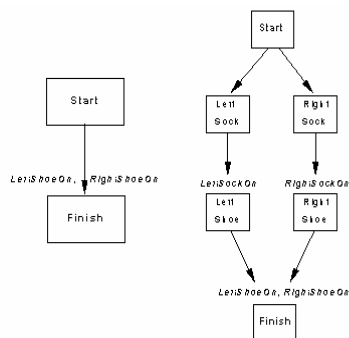 Start
LeftShoeOn, RightShoeOn
Finish
Start
Left
Sock
Right
Sock
LeftSockOn
RightSockOn
Left
Shoe
Right
Shoe
LeftShoeOn, RightShoeOn
Finish